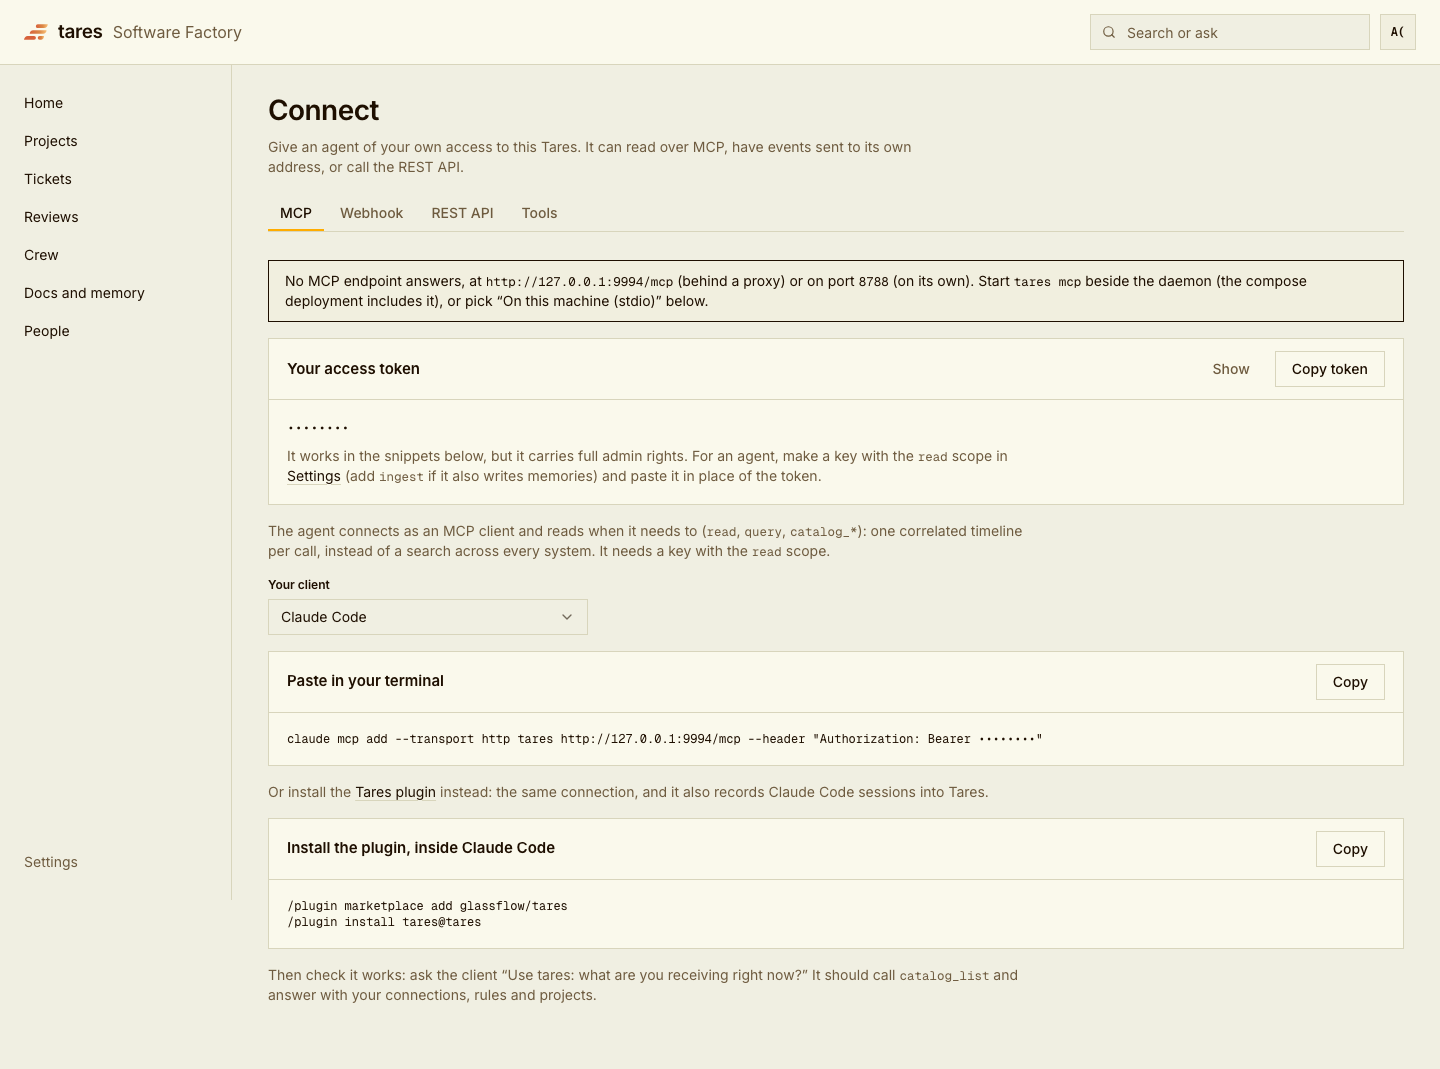 tares Software Factory
Search or ask
A(
Home
Projects
Tickets
Reviews
Crew
Docs and memory
People
Settings
Connect
Give an agent of your own access to this Tares. It can read over MCP, have events sent to its own
address, or call the REST API.
MCP Webhook REST API Tools
No MCP endpoint answers, at http://127.0.0.1:9994/mcp (behind a proxy) or on port 8788 (on its own). Start tares mcp beside the daemon (the compose
deployment includes it), or pick “On this machine (stdio)” below.
Your access token
Show
Copy token
••••••••
It works in the snippets below, but it carries full admin rights. For an agent, make a key with the read scope in
Settings (add ingest if it also writes memories) and paste it in place of the token.
The agent connects as an MCP client and reads when it needs to (read, query, catalog_*): one correlated timeline
per call, instead of a search across every system. It needs a key with the read scope.
Your client
Claude Code
Paste in your terminal
Copy
claude mcp add --transport http tares http://127.0.0.1:9994/mcp --header "Authorization: Bearer ••••••••"
Or install the Tares plugin instead: the same connection, and it also records Claude Code sessions into Tares.
Install the plugin, inside Claude Code
Copy
/plugin marketplace add glassflow/tares
/plugin install tares@tares
Then check it works: ask the client “Use tares: what are you receiving right now?” It should call catalog_list and
answer with your connections, rules and projects.